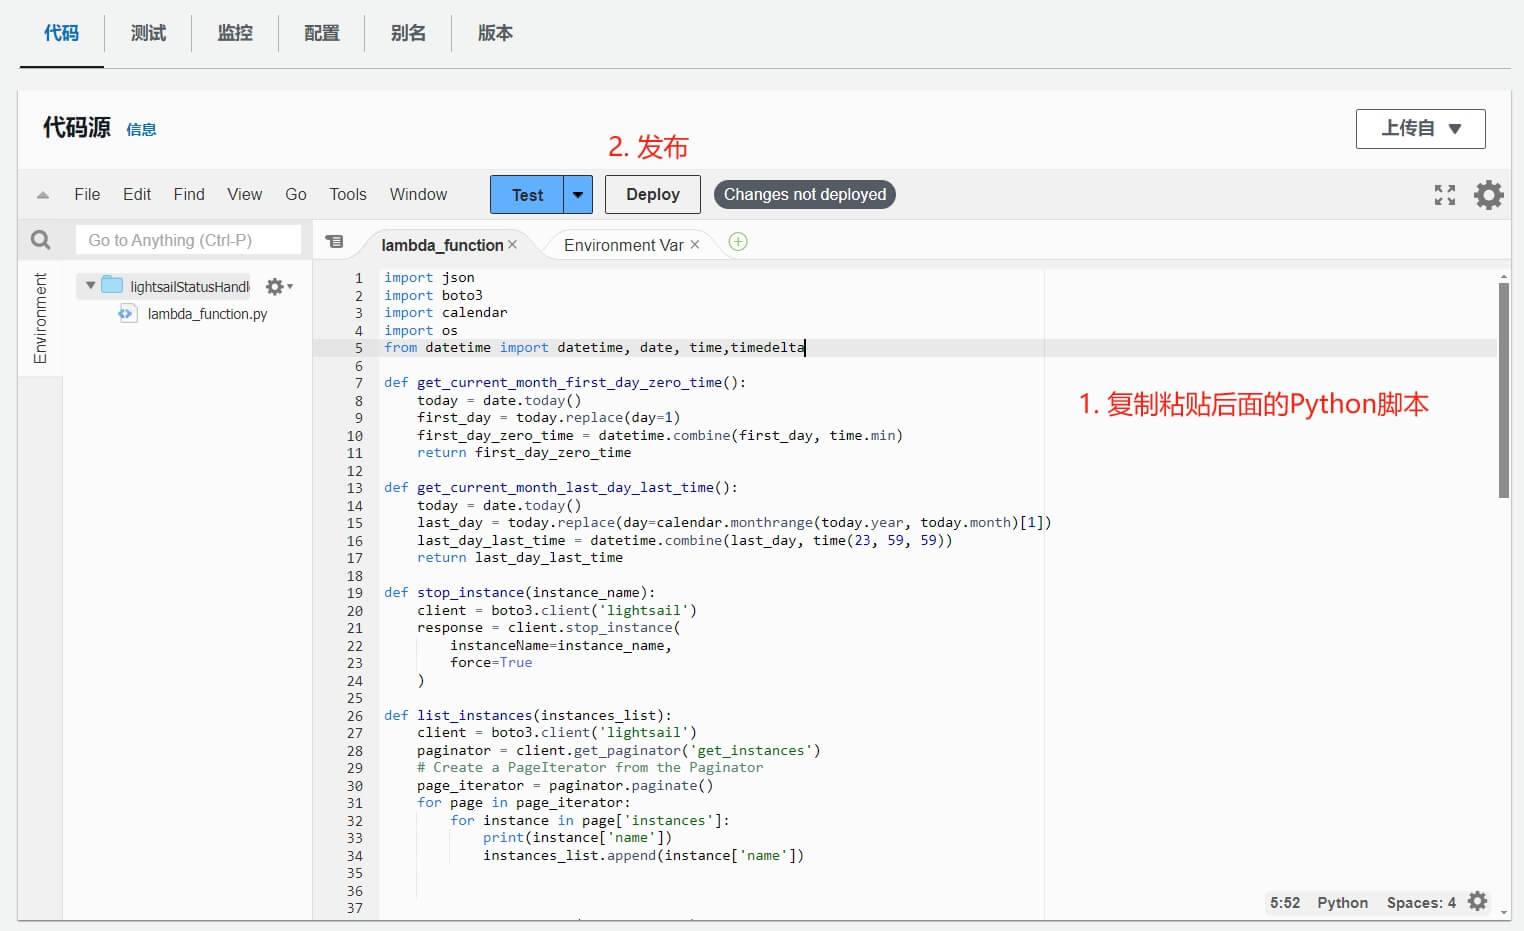 代码 测试 监控 配置 别名 版本
代码源 信息
上传自
2. 发布
File Edit Find View Go Tools Window Test Deploy Changes not deployed
Go to Anything (Ctrl-P)
lambda_function Environment Var
Environment
lightsailStatusHandl
lambda_function.py
1 import json
2 import boto3
3 import calendar
4 import os
5 from datetime import datetime, date, time,timedelta
6
7 def get_current_month_first_day_zero_time():
8 today = date.today()
9 first_day = today.replace(day=1)
10 first_day_zero_time = datetime.combine(first_day, time.min)
11 return first_day_zero_time
12
13 def get_current_month_last_day_last_time():
14 today = date.today()
15 last_day = today.replace(day=calendar.monthrange(today.year, today.month)[1])
16 last_day_last_time = datetime.combine(last_day, time(23, 59, 59))
17 return last_day_last_time
18
19 def stop_instance(instance_name):
20 client = boto3.client('lightsail')
21 response = client.stop_instance(
22 instanceName=instance_name,
23 force=True
24 )
25
26 def list_instances(instances_list):
27 client = boto3.client('lightsail')
28 paginator = client.get_paginator('get_instances')
29 # Create a PageIterator from the Paginator
30 page_iterator = paginator.paginate()
31 for page in page_iterator:
32 for instance in page['instances']:
33 print(instance['name'])
34 instances_list.append(instance['name'])
35
36
37
1. 复制粘贴后面的Python脚本
5:52 Python Spaces: 4